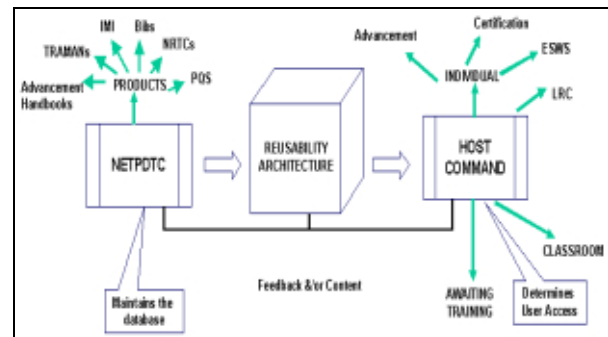 IMI
Bibs
TRAMANs
NRTCs
Advancement
Handbooks
PRODUCTS
PQS
NETPDTC
REUSABILITY
ARCHITECTURE
Advancement
Certification
ESWS
INDIVIDUAL
LRC
HOST
COMMAND
CLASSROOM
Maintains the
database
Feedback &/or Content
AWAITING
TRAINING
Determines
User Access